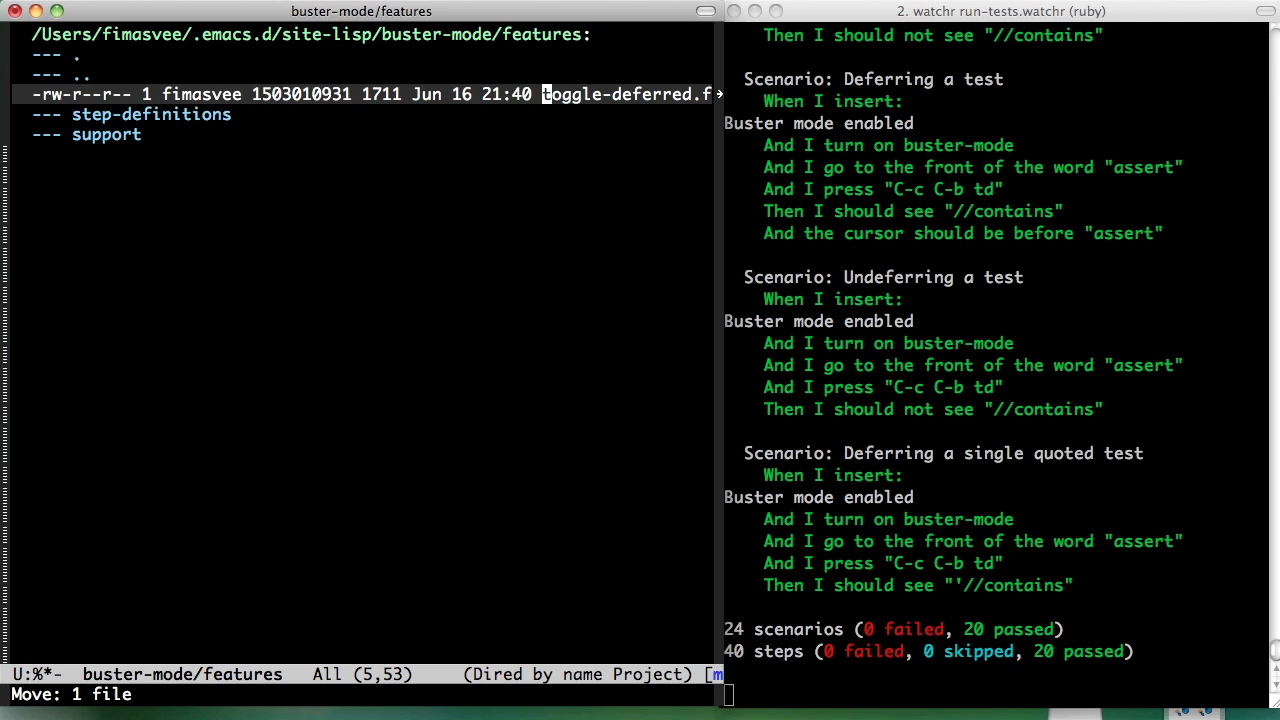 buster-mode/features
/Users/fimasvee/.emacs.d/site-lisp/buster-mode/features:
--- .
--- ..
-rw-r--r-- 1 fimasvee 1503010931 1711 Jun 16 21:40 toggle-deferred.f
--- step-definitions
--- support
U:%*- buster-mode/features All (5,53) (Dired by name Project) [m
Move: 1 file
2. watchr run-tests.watchr (ruby)
Then I should not see "//contains"
Scenario: Deferring a test
When I insert:
Buster mode enabled
And I turn on buster-mode
And I go to the front of the word "assert"
And I press "C-c C-b td"
Then I should see "//contains"
And the cursor should be before "assert"
Scenario: Undeferring a test
When I insert:
Buster mode enabled
And I turn on buster-mode
And I go to the front of the word "assert"
And I press "C-c C-b td"
Then I should not see "//contains"
Scenario: Deferring a single quoted test
When I insert:
Buster mode enabled
And I turn on buster-mode
And I go to the front of the word "assert"
And I press "C-c C-b td"
Then I should see "'//contains"
24 scenarios (0 failed, 20 passed)
40 steps (0 failed, 0 skipped, 20 passed)